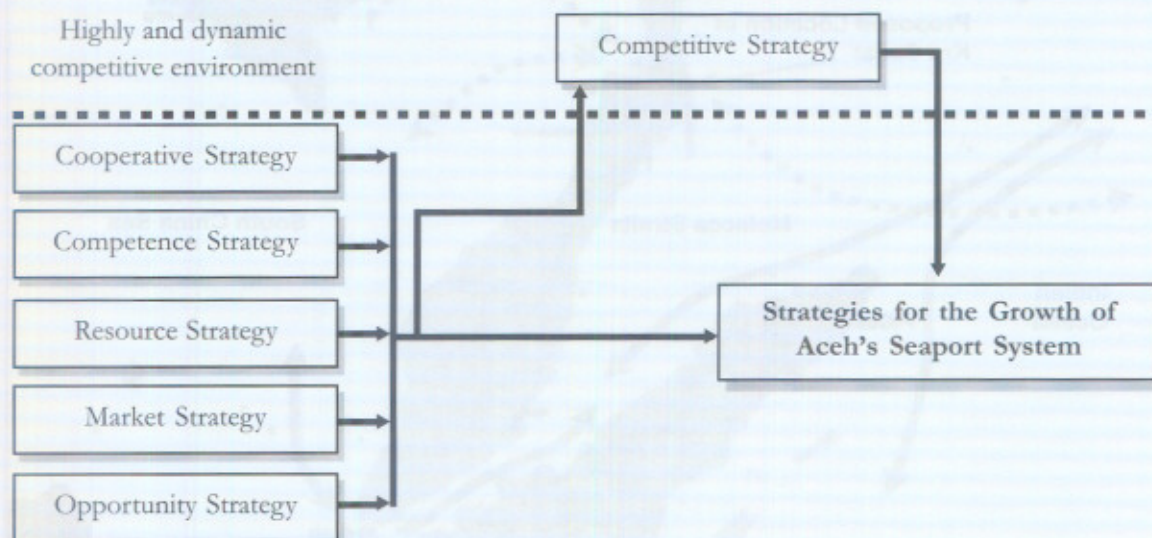 Highly and dynamic
competitive environment
Competitive Strategy
Cooperative Strategy
Competence Strategy
Resource Strategy
Market Strategy
Opportunity Strategy
Strategies for the Growth of
Aceh's Seaport System